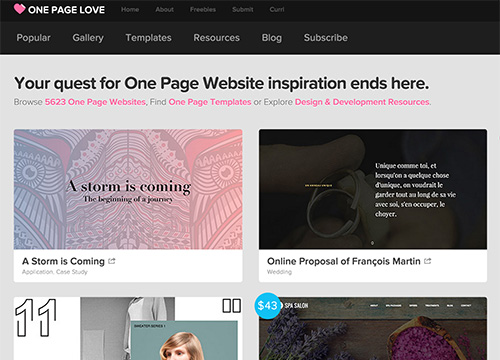 ONE PAGE LOVE Home About Freebies Submit Curri
Popular Gallery Templates Resources Blog Subscribe
Your quest for One Page Website inspiration ends here.
Browse 5623 One Page Websites, Find One Page Templates or Explore Design & Development Resources.
A storm is coming
The beginning of a journey
Unique comme toi, et
lorsqu'on a quelque chose
d'unique, on voudrait le
garder tout au long de sa vie
avec soi, s'en occuper, le
choyer.
A Storm is Coming
Application, Case Study
Online Proposal of François Martin
Wedding
11
SWEATER SERIES 1
$43
SPA SALON